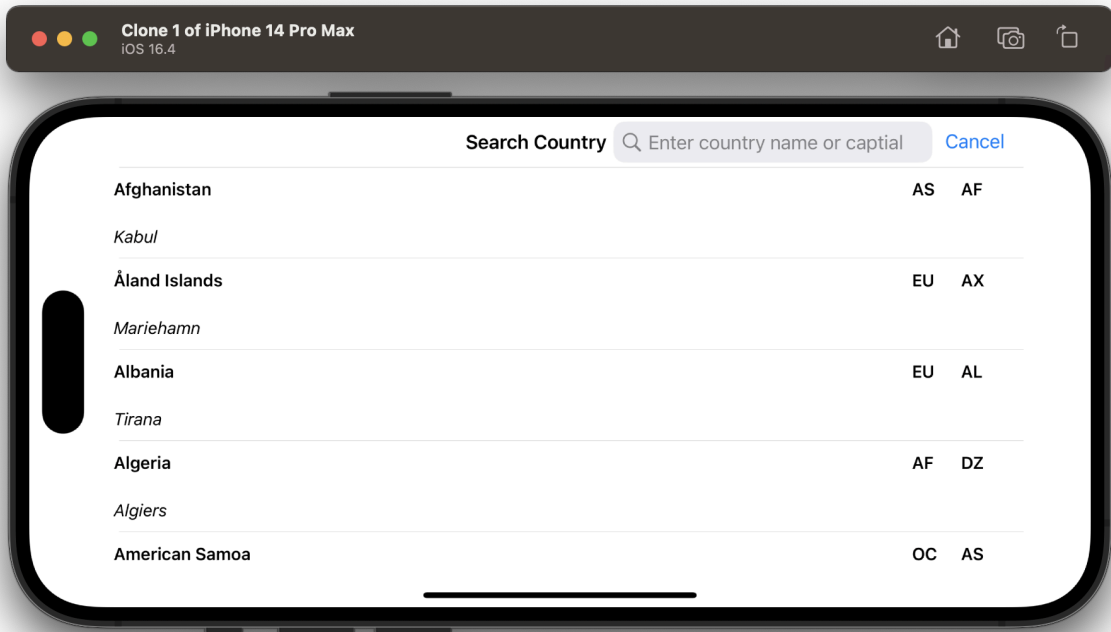 Clone 1 of iPhone 14 Pro Max
iOS 16.4
Search Country Enter country name or captial Cancel
Afghanistan AS AF
Kabul
Åland Islands EU AX
Mariehamn
Albania EU AL
Tirana
Algeria AF DZ
Algiers
American Samoa OC AS